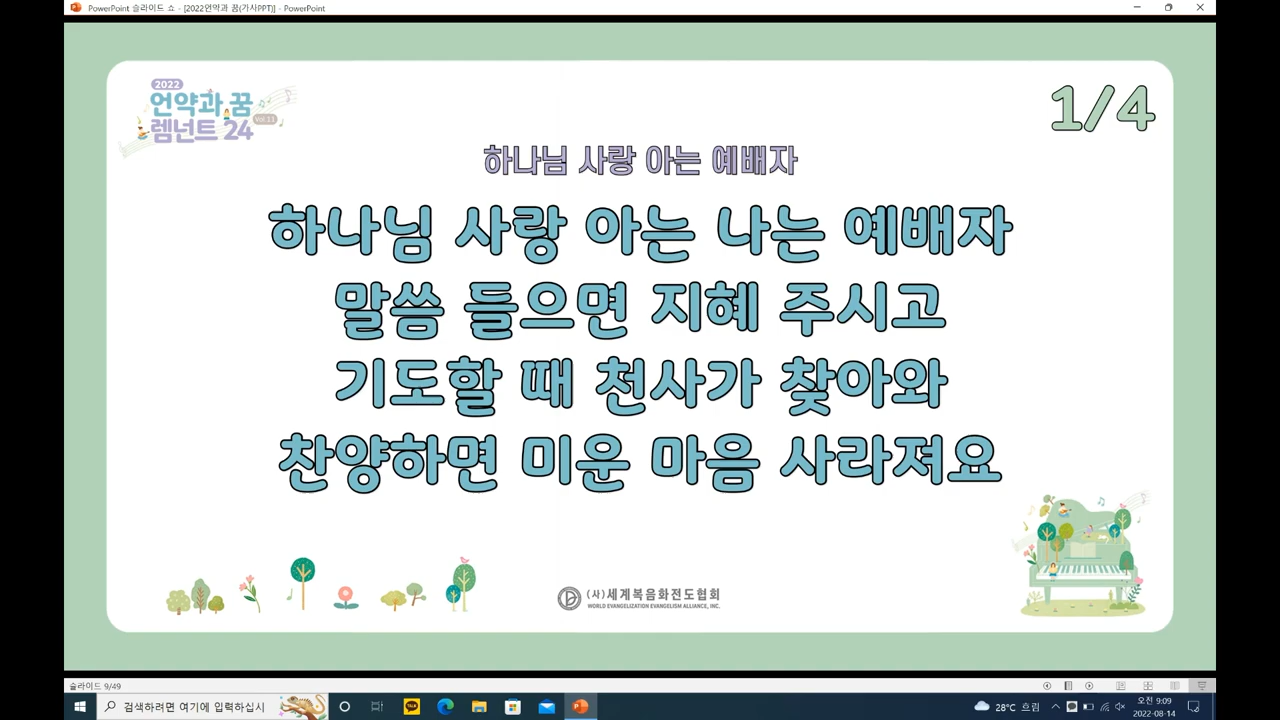 PowerPoint 슬라이드 쇼 - [2022언약과 꿈(가사PPT)] - PowerPoint
2022
언약과 꿈
렘넌트 24
Vol.11
1/4
하나님 사랑 아는 예배자
하나님 사랑 아는 나는 예배자
말씀 들으면 지혜 주시고
기도할 때 천사가 찾아와
찬양하면 미운 마음 사라져요
(사)세계복음화전도협회
WORLD EVANGELIZATION EVANGELISM ALLIANCE, INC.
슬라이드 9/49
검색하려면 여기에 입력하십시
TALK
28°C 흐림
오전 9:09
2022-08-14